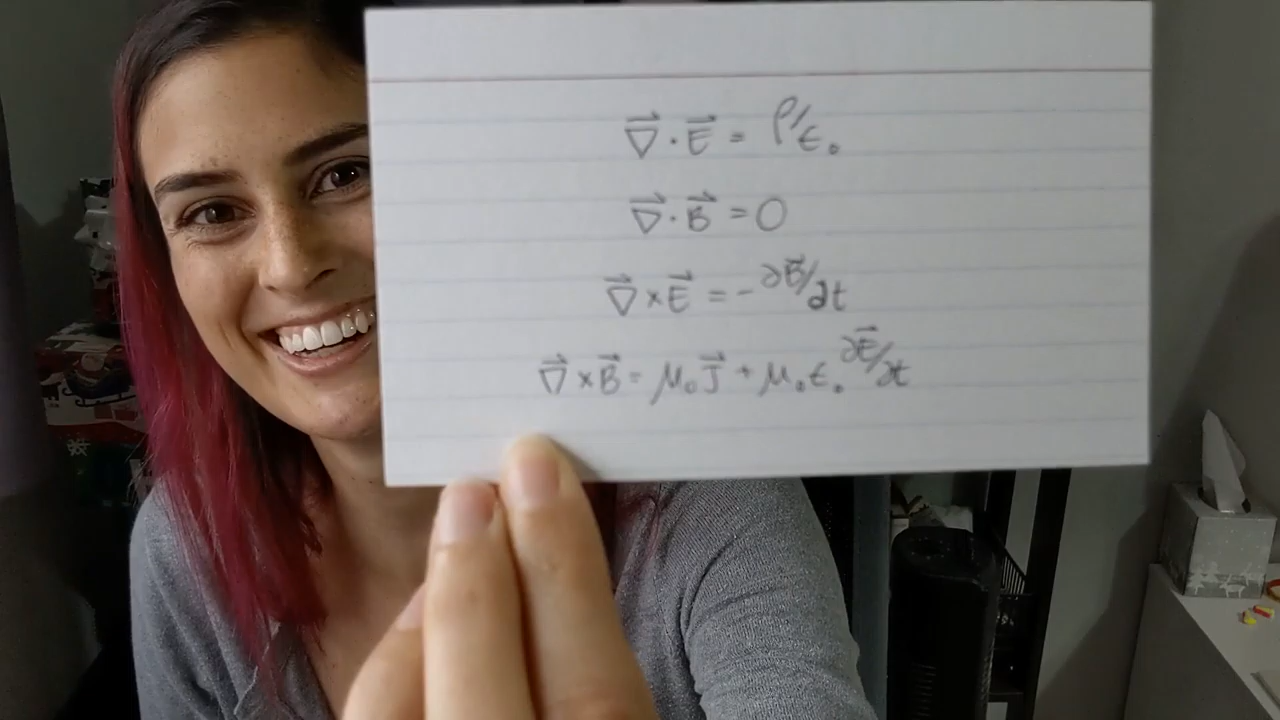 ∇⃗ · E⃗ = ρ/ϵ₀
∇⃗ · B⃗ = 0
∇⃗ × E⃗ = - ∂B⃗/∂t
∇⃗ × B⃗ = μ₀J⃗ + μ₀ϵ₀ ∂E⃗/∂t